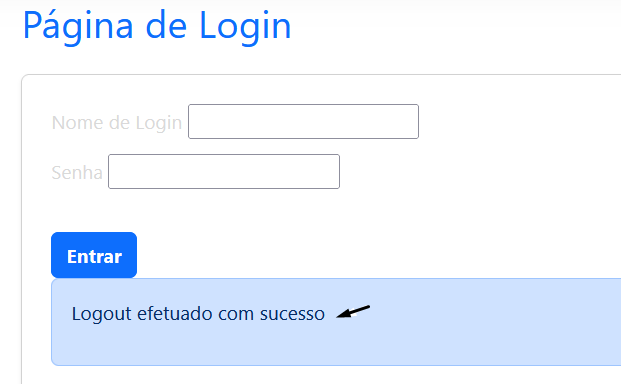 Página de Login
Nome de Login
Senha
Entrar
Logout efetuado com sucesso